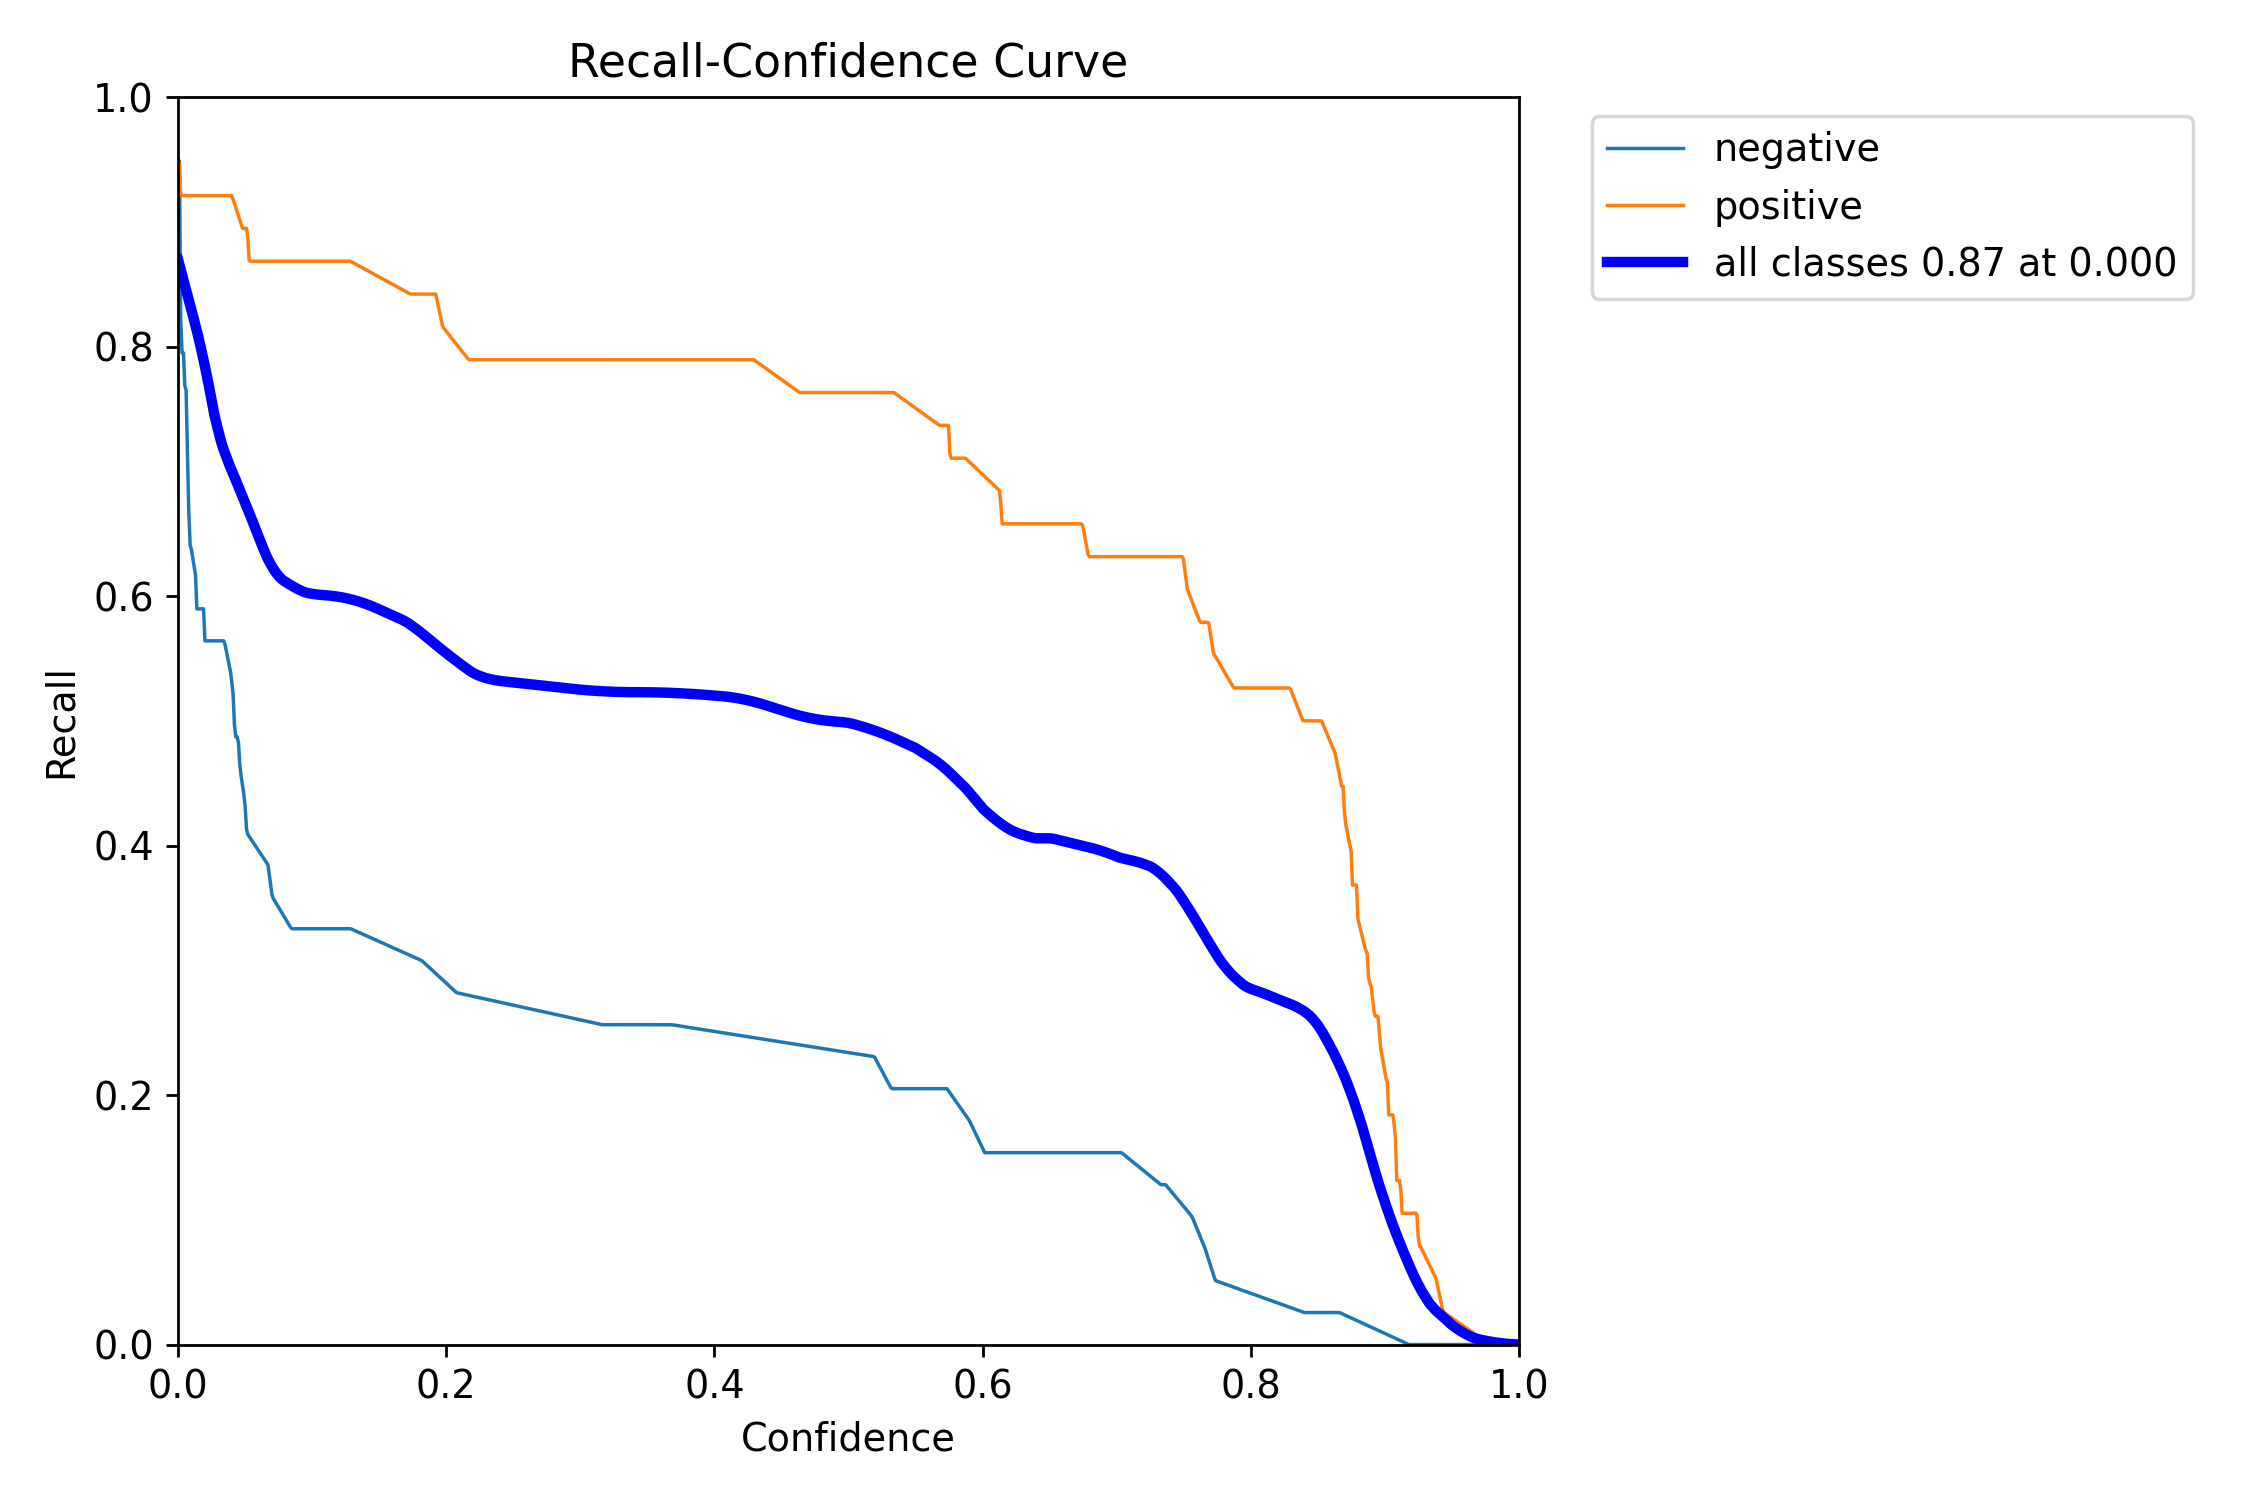 Recall-Confidence Curve
1.0
0.8
0.6
0.4
0.2
0.0
Recall
0.0 0.2 0.4 0.6 0.8 1.0
Confidence
negative
positive
all classes 0.87 at 0.000